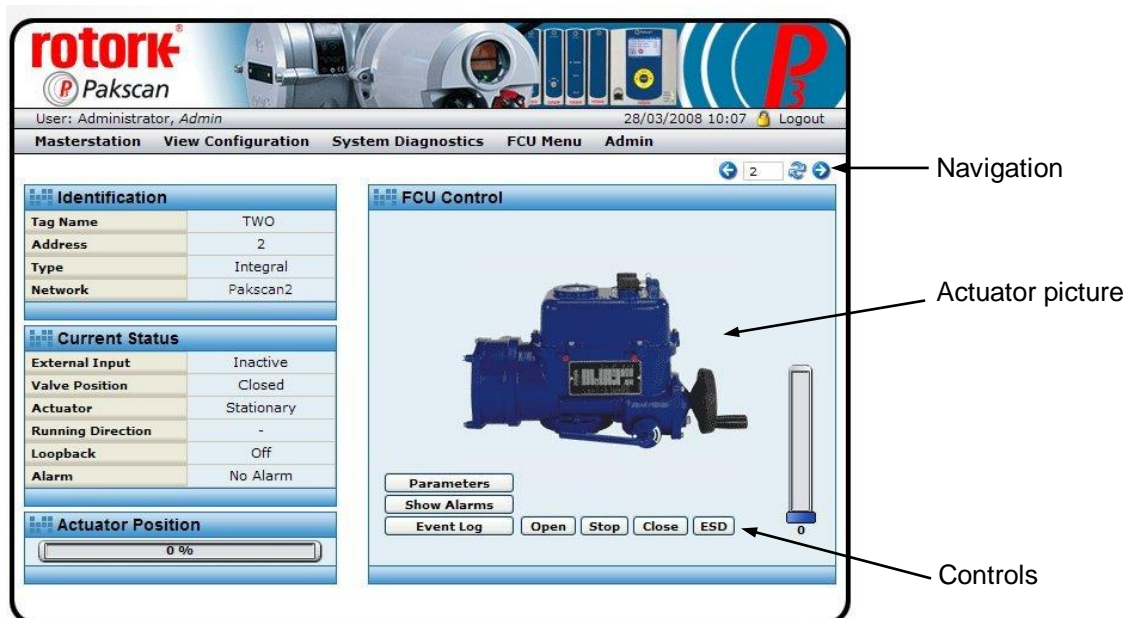 rotork®
P Pakscan
P3
User: Administrator, Admin 28/03/2008 10:07 Logout
Masterstation View Configuration System Diagnostics FCU Menu Admin
2
Navigation
Identification
Tag Name TWO
Address 2
Type Integral
Network Pakscan2
Current Status
External Input Inactive
Valve Position Closed
Actuator Stationary
Running Direction -
Loopback Off
Alarm No Alarm
Actuator Position
0 %
FCU Control
Actuator picture
Parameters
Show Alarms
Event Log Open Stop Close ESD
0
Controls